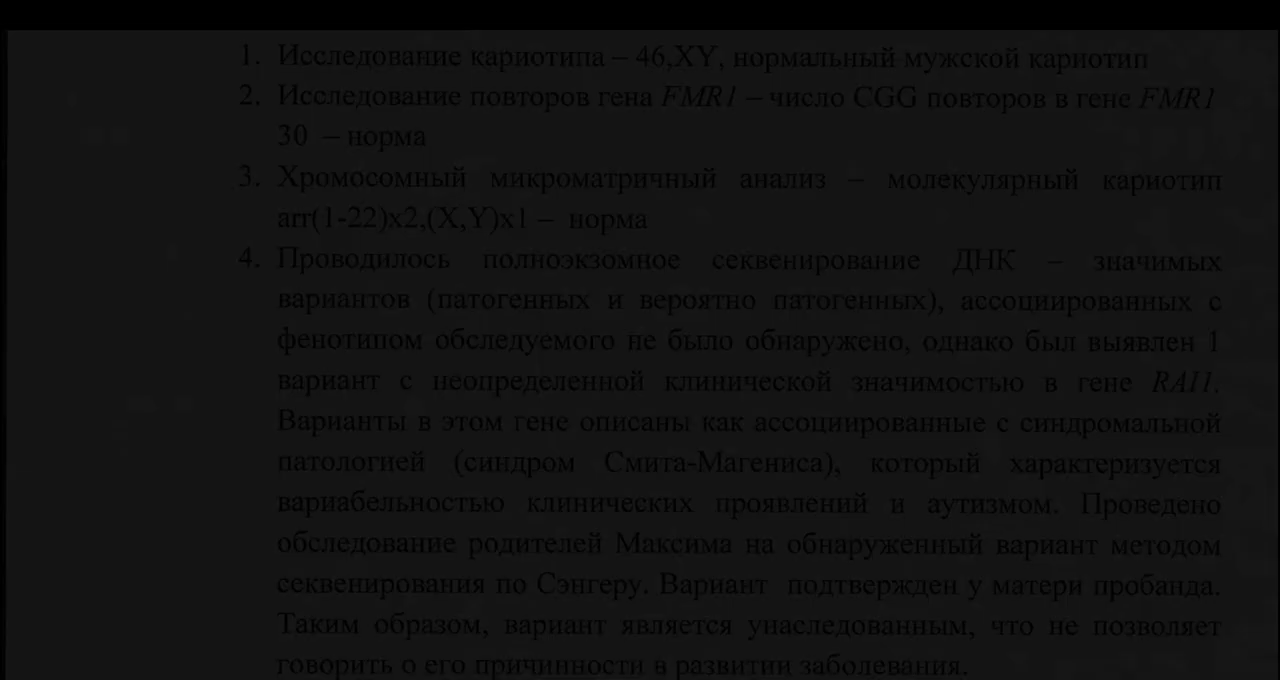 1. Исследование кариотипа – 46,XY, нормальный мужской кариотип
2. Исследование повторов гена FMR1 – число CGG повторов в гене FMR1
30 – норма
3. Хромосомный микроматричный анализ – молекулярный кариотип
arr(1-22)x2,(X,Y)x1 – норма
4. Проводилось полноэкзомное секвенирование ДНК – значимых
вариантов (патогенных и вероятно патогенных), ассоциированных с
фенотипом обследуемого не было обнаружено, однако был выявлен 1
вариант с неопределенной клинической значимостью в гене RAI1.
Варианты в этом гене описаны как ассоциированные с синдромальной
патологией (синдром Смита-Магениса), который характеризуется
вариабельностью клинических проявлений и аутизмом. Проведено
обследование родителей Максима на обнаруженный вариант методом
секвенирования по Сэнгеру. Вариант подтвержден у матери пробанда.
Таким образом, вариант является унаследованным, что не позволяет
говорить о его причинности в развитии заболевания.